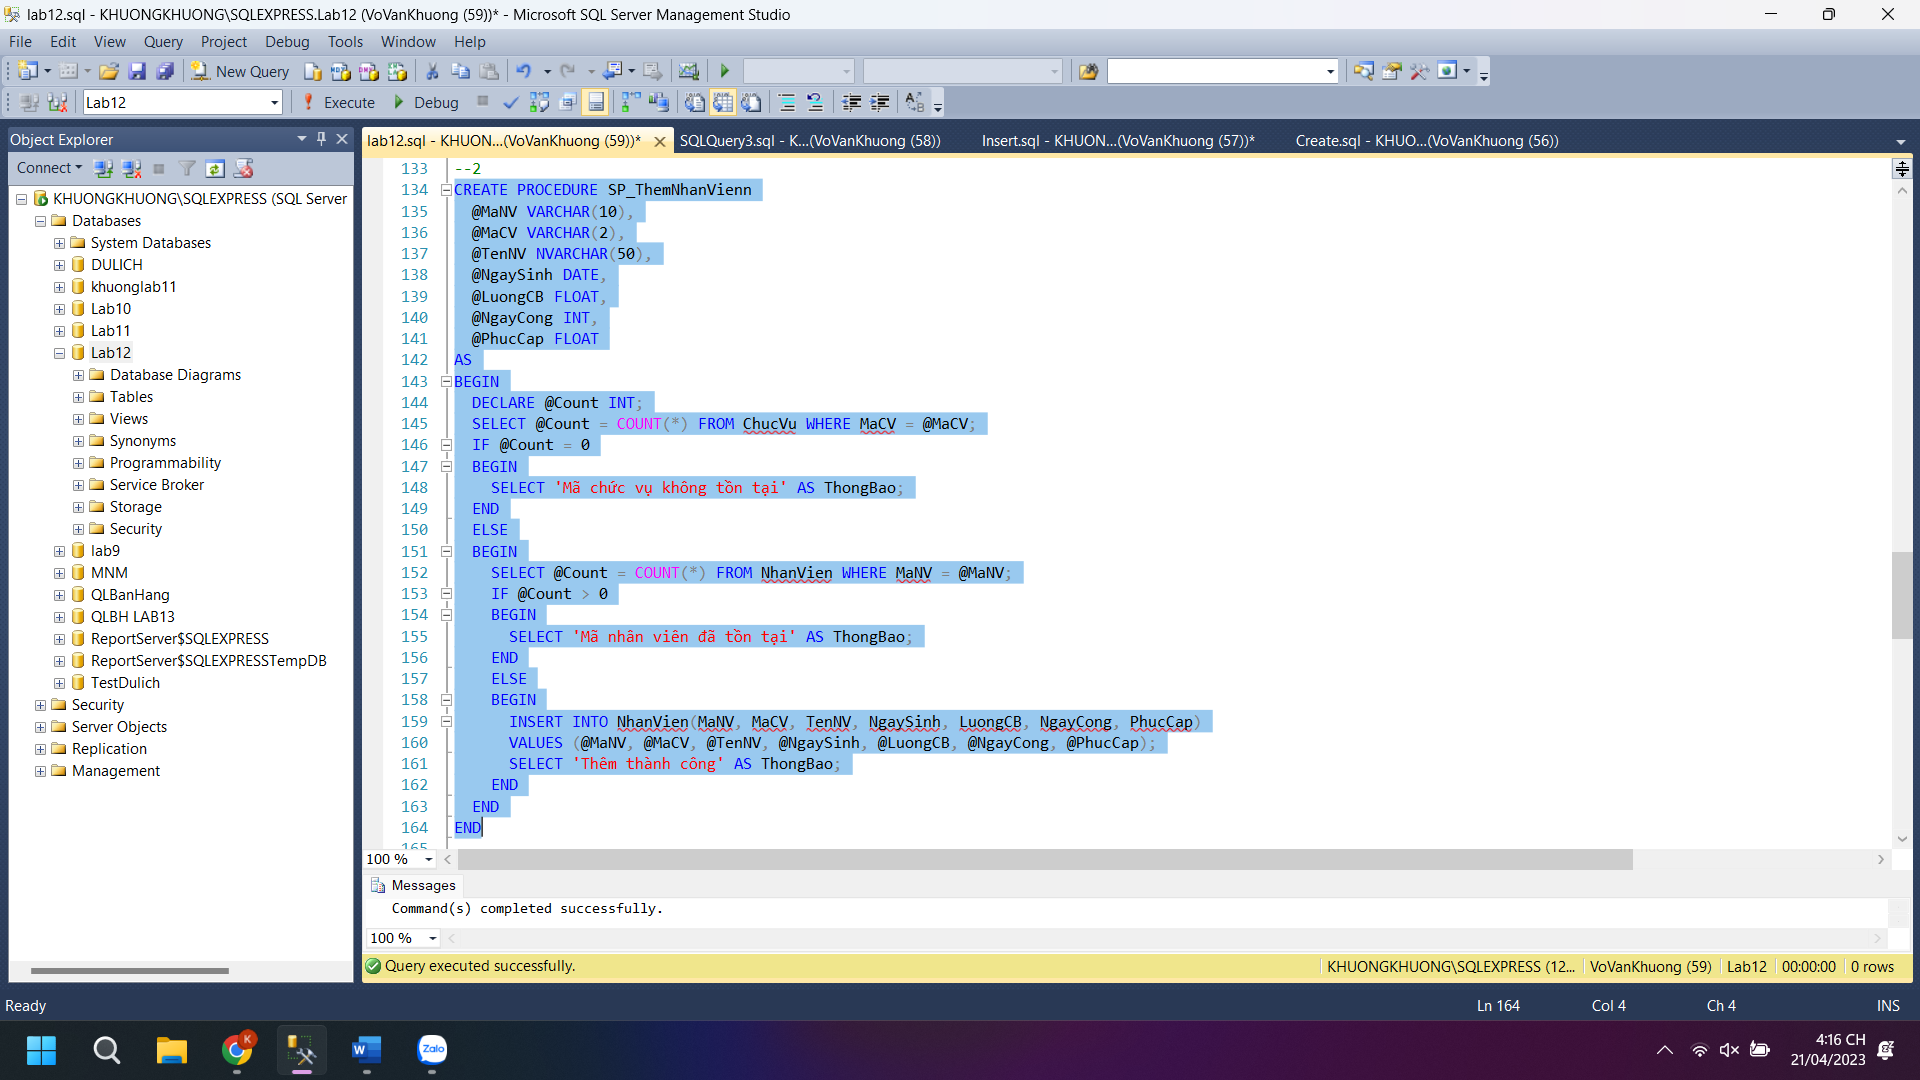 lab12.sql - KHUONGKHUONG\SQLEXPRESS.Lab12 (VoVanKhuong (59))* - Microsoft SQL Server Management Studio
File Edit View Query Project Debug Tools Window Help
New Query
Lab12 Execute Debug
Object Explorer
Connect
KHUONGKHUONG\SQLEXPRESS (SQL Server
Databases
System Databases
DULICH
khuonglab11
Lab10
Lab11
Lab12
Database Diagrams
Tables
Views
Synonyms
Programmability
Service Broker
Storage
Security
lab9
MNM
QLBanHang
QLBH LAB13
ReportServer$SQLEXPRESS
ReportServer$SQLEXPRESSTempDB
TestDulich
Security
Server Objects
Replication
Management
lab12.sql - KHUON...(VoVanKhuong (59))* SQLQuery3.sql - K...(VoVanKhuong (58)) Insert.sql - KHUON...(VoVanKhuong (57))* Create.sql - KHUO...(VoVanKhuong (56))
133 --2
134 CREATE PROCEDURE SP_ThemNhanVienn
135 @MaNV VARCHAR(10),
136 @MaCV VARCHAR(2),
137 @TenNV NVARCHAR(50),
138 @NgaySinh DATE,
139 @LuongCB FLOAT,
140 @NgayCong INT,
141 @PhucCap FLOAT
142 AS
143 BEGIN
144 DECLARE @Count INT;
145 SELECT @Count = COUNT(*) FROM ChucVu WHERE MaCV = @MaCV;
146 IF @Count = 0
147 BEGIN
148 SELECT 'Mã chức vụ không tồn tại' AS ThongBao;
149 END
150 ELSE
151 BEGIN
152 SELECT @Count = COUNT(*) FROM NhanVien WHERE MaNV = @MaNV;
153 IF @Count > 0
154 BEGIN
155 SELECT 'Mã nhân viên đã tồn tại' AS ThongBao;
156 END
157 ELSE
158 BEGIN
159 INSERT INTO NhanVien(MaNV, MaCV, TenNV, NgaySinh, LuongCB, NgayCong, PhucCap)
160 VALUES (@MaNV, @MaCV, @TenNV, @NgaySinh, @LuongCB, @NgayCong, @PhucCap);
161 SELECT 'Thêm thành công' AS ThongBao;
162 END
163 END
164 END
165
100 %
Messages
Command(s) completed successfully.
100 %
Query executed successfully. KHUONGKHUONG\SQLEXPRESS (12... VoVanKhuong (59) Lab12 00:00:00 0 rows
Ready Ln 164 Col 4 Ch 4 INS
K
Zalo
4:16 CH
21/04/2023